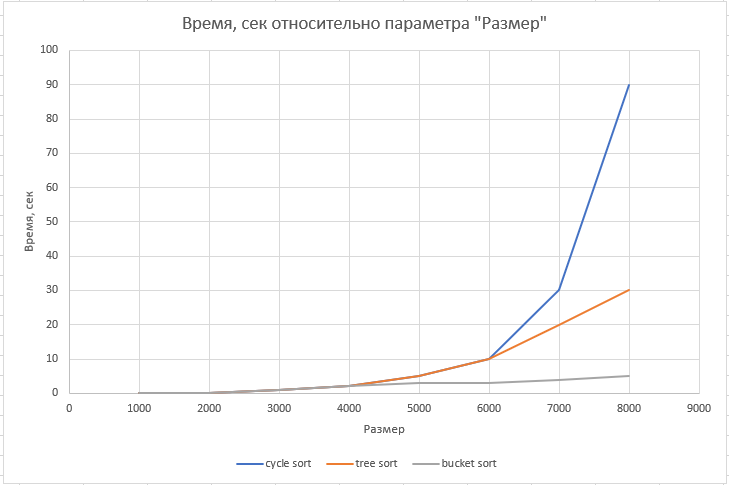 Время, сек относительно параметра "Размер"
100
90
80
70
60
50
40
30
20
10
0
Время, сек
0 1000 2000 3000 4000 5000 6000 7000 8000 9000
Размер
cycle sort tree sort bucket sort